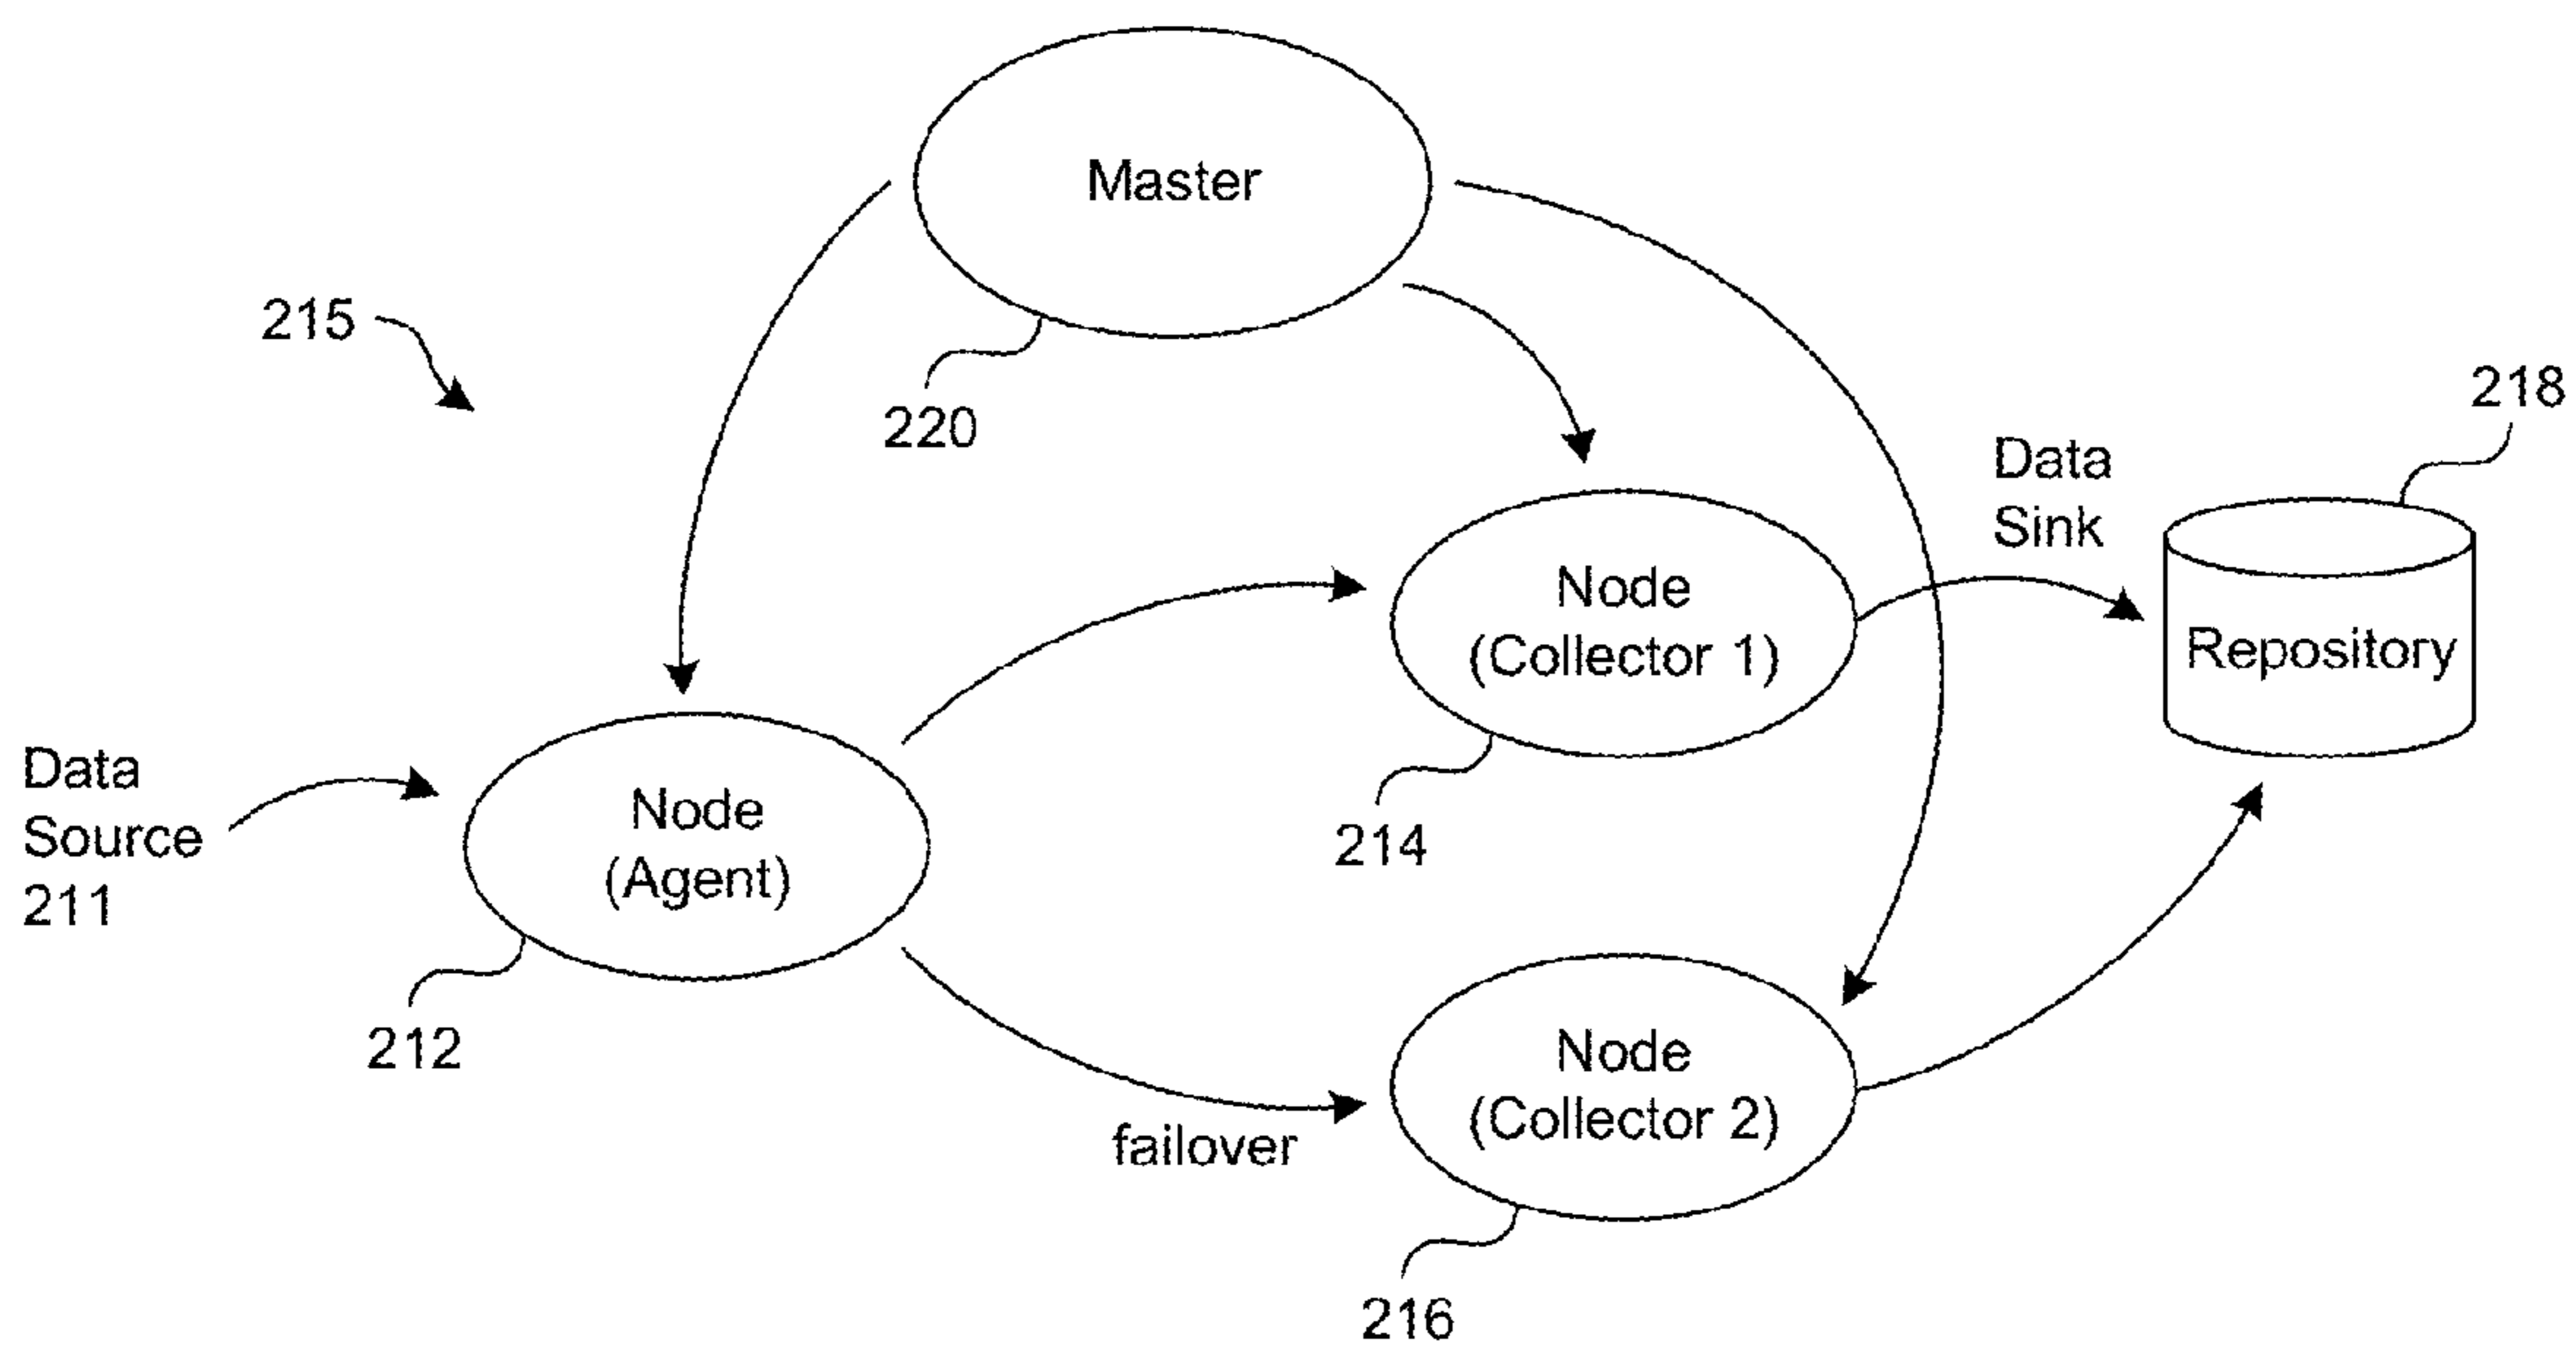 Master
215
220
218
Data
Sink
Node
(Collector 1)
Repository
214
Data
Source
211
Node
(Agent)
212
failover
Node
(Collector 2)
216